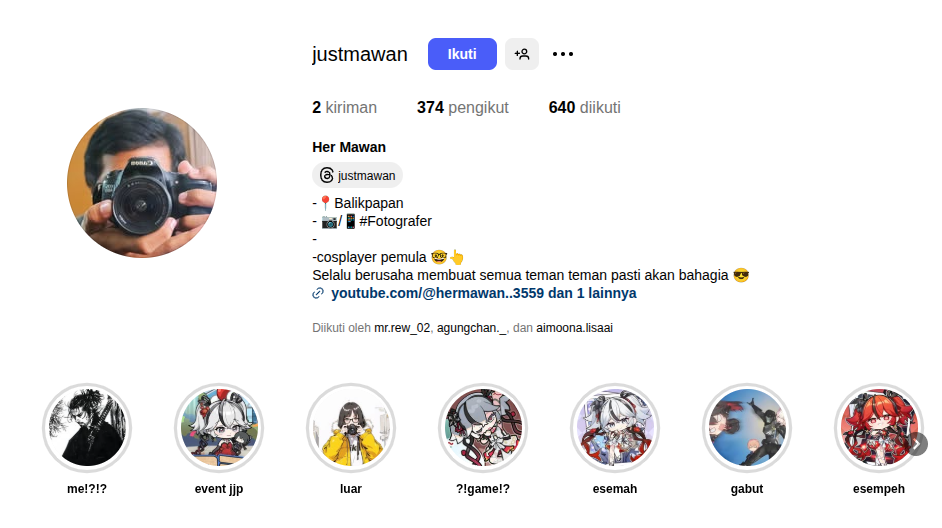 justmawan Ikuti
2 kiriman 374 pengikut 640 diikuti
Her Mawan
justmawan
-📍Balikpapan
- 📷/📱#Fotografer
-
-cosplayer pemula 🤓👆
Selalu berusaha membuat semua teman teman pasti akan bahagia 😎
youtube.com/@hermawan..3559 dan 1 lainnya
Diikuti oleh mr.rew_02, agungchan._, dan aimoona.lisaai
Canon
me!?!? event jjp luar ?!game!? esemah gabut esempeh